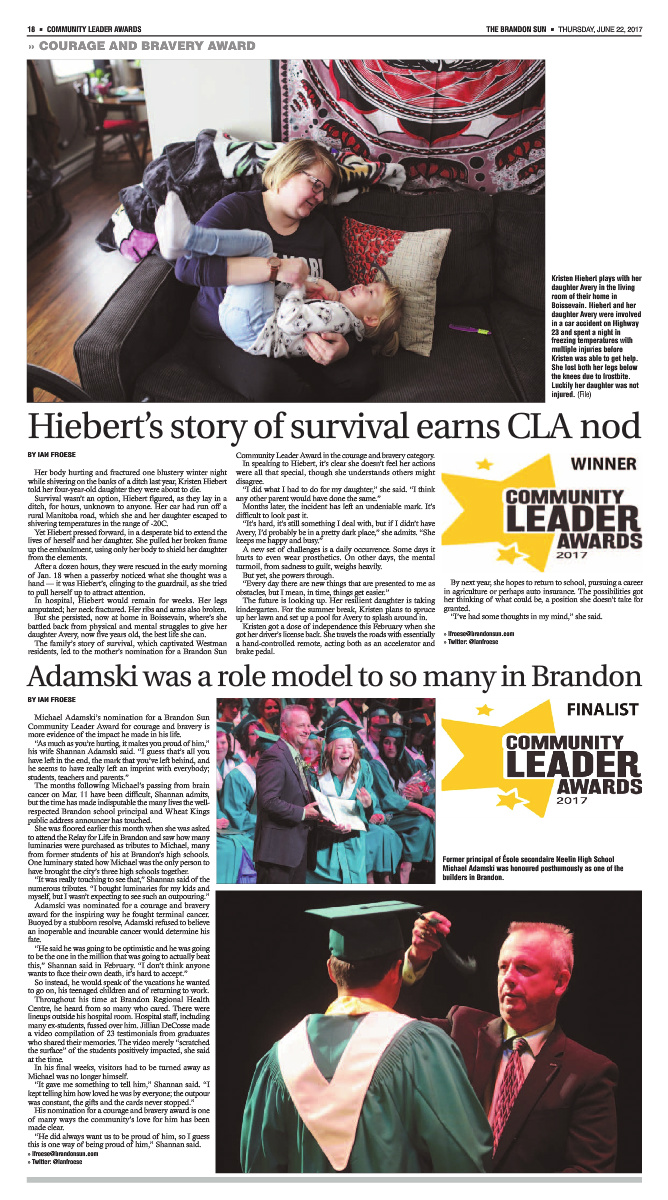 18 ▪ COMMUNITY LEADER AWARDS
THE BRANDON SUN ▪ THURSDAY, JUNE 22, 2017
» COURAGE AND BRAVERY AWARD
Kristen Hiebert plays with her
daughter Avery in the living
room of their home in
Boissevain. Hiebert and her
daughter Avery were involved
in a car accident on Highway
23 and spent a night in
freezing temperatures with
multiple injuries before
Kristen was able to get help.
She lost both her legs below
the knees due to frostbite.
Luckily her daughter was not
injured. (File)
Hiebert's story of survival earns CLA nod
BY IAN FROESE
Her body hurting and fractured one blustery winter night
while shivering on the banks of a ditch last year, Kristen Hiebert
told her four-year-old daughter they were about to die.
Survival wasn't an option, Hiebert figured, as they lay in a
ditch, for hours, unknown to anyone. Her car had run off a
rural Manitoba road, which she and her daughter escaped to
shivering temperatures in the range of -20C.
Yet Hiebert pressed forward, in a desperate bid to extend the
lives of herself and her daughter. She pulled her broken frame
up the embankment, using only her body to shield her daughter
from the elements.
After a dozen hours, they were rescued in the early morning
of Jan. 18 when a passerby noticed what she thought was a
hand — it was Hiebert's, clinging to the guardrail, as she tried
to pull herself up to attract attention.
In hospital, Hiebert would remain for weeks. Her legs
amputated; her neck fractured. Her ribs and arms also broken.
But she persisted, now at home in Boissevain, where she's
battled back from physical and mental struggles to give her
daughter Avery, now five years old, the best life she can.
The family's story of survival, which captivated Westman
residents, led to the mother's nomination for a Brandon Sun
Community Leader Award in the courage and bravery category.
In speaking to Hiebert, it's clear she doesn't feel her actions
were all that special, though she understands others might
disagree.
"I did what I had to do for my daughter," she said. "I think
any other parent would have done the same."
Months later, the incident has left an undeniable mark. It's
difficult to look past it.
"It's hard, it's still something I deal with, but if I didn't have
Avery, I'd probably be in a pretty dark place," she admits. "She
keeps me happy and busy."
A new set of challenges is a daily occurrence. Some days it
hurts to even wear prosthetics. On other days, the mental
turmoil, from sadness to guilt, weighs heavily.
But yet, she powers through.
"Every day there are new things that are presented to me as
obstacles, but I mean, in time, things get easier."
The future is looking up. Her resilient daughter is taking
kindergarten. For the summer break, Kristen plans to spruce
up her lawn and set up a pool for Avery to splash around in.
Kristen got a dose of independence this February when she
got her driver's license back. She travels the roads with essentially
a hand-controlled remote, acting both as an accelerator and
brake pedal.
WINNER
COMMUNITY
LEADER
AWARDS
2017
By next year, she hopes to return to school, pursuing a career
in agriculture or perhaps auto insurance. The possibilities got
her thinking of what could be, a position she doesn't take for
granted.
"I've had some thoughts in my mind," she said.
» ifroese@brandonsun.com
» Twitter: @ianfroese
Adamski was a role model to so many in Brandon
BY IAN FROESE
Michael Adamski's nomination for a Brandon Sun
Community Leader Award for courage and bravery is
more evidence of the impact he made in his life.
"As much as you're hurting, it makes you proud of him,"
his wife Shannan Adamski said. "I guess that's all you
have left in the end, the mark that you've left behind, and
he seems to have really left an imprint with everybody;
students, teachers and parents."
The months following Michael's passing from brain
cancer on Mar. 11 have been difficult, Shannan admits,
but the time has made indisputable the many lives the well-
respected Brandon school principal and Wheat Kings
public address announcer has touched.
She was floored earlier this month when she was asked
to attend the Relay for Life in Brandon and saw how many
luminaries were purchased as tributes to Michael, many
from former students of his at Brandon's high schools.
One luminary stated how Michael was the only person to
have brought the city's three high schools together.
"It was really touching to see that," Shannan said of the
numerous tributes. "I bought luminaries for my kids and
myself, but I wasn't expecting to see such an outpouring."
Adamski was nominated for a courage and bravery
award for the inspiring way he fought terminal cancer.
Buoyed by a stubborn resolve, Adamski refused to believe
an inoperable and incurable cancer would determine his
fate.
"He said he was going to be optimistic and he was going
to be the one in the million that was going to actually beat
this," Shannan said in February. "I don't think anyone
wants to face their own death, it's hard to accept."
So instead, he would speak of the vacations he wanted
to go on, his teenaged children and of returning to work.
Throughout his time at Brandon Regional Health
Centre, he heard from so many who cared. There were
lineups outside his hospital room. Hospital staff, including
many ex-students, fussed over him. Jillian DeCosse made
a video compilation of 23 testimonials from graduates
who shared their memories. The video merely "scratched
the surface" of the students positively impacted, she said
at the time.
In his final weeks, visitors had to be turned away as
Michael was no longer himself.
"It gave me something to tell him," Shannan said. "I
kept telling him how loved he was by everyone; the outpour
was constant, the gifts and the cards never stopped."
His nomination for a courage and bravery award is one
of many ways the community's love for him has been
made clear.
"He did always want us to be proud of him, so I guess
this is one way of being proud of him," Shannan said.
» ifroese@brandonsun.com
» Twitter: @ianfroese
FINALIST
COMMUNITY
LEADER
AWARDS
2017
Former principal of École secondaire Neelin High School
Michael Adamski was honoured posthumously as one of the
builders in Brandon.